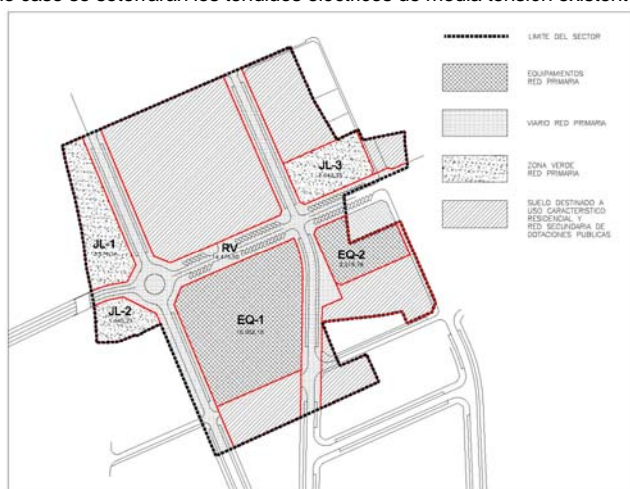 caso se soterrarán los tendidos eléctricos de media tensión existent
LIMITE DEL SECTOR
EQUIPAMIENTOS
RED PRIMARIA
VIARIO RED PRIMARIA
ZONA VERDE
RED PRIMARIA
SUELO DESTINADO A
USO CARACTERISTICO
RESIDENCIAL Y
RED SECUNDARIA DE
DOTACIONES PUBLICAS
JL-3
JL-1
RV
EQ-2
JL-2
EQ-1